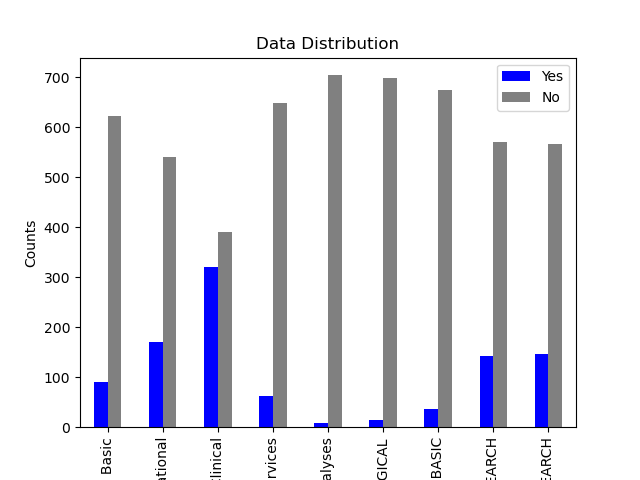 Data Distribution
Yes
No
Counts
700
600
500
400
300
200
100
0
Basic
ational
linical
rvices
alyses
GICAL
BASIC
EARCH
EARCH